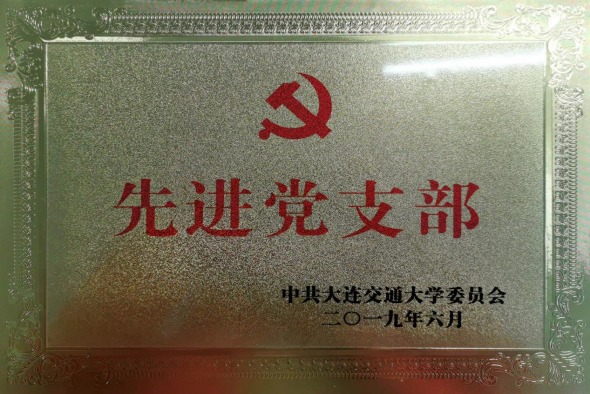 先进党支部
中共大连交通大学委员会
二〇一九年六月